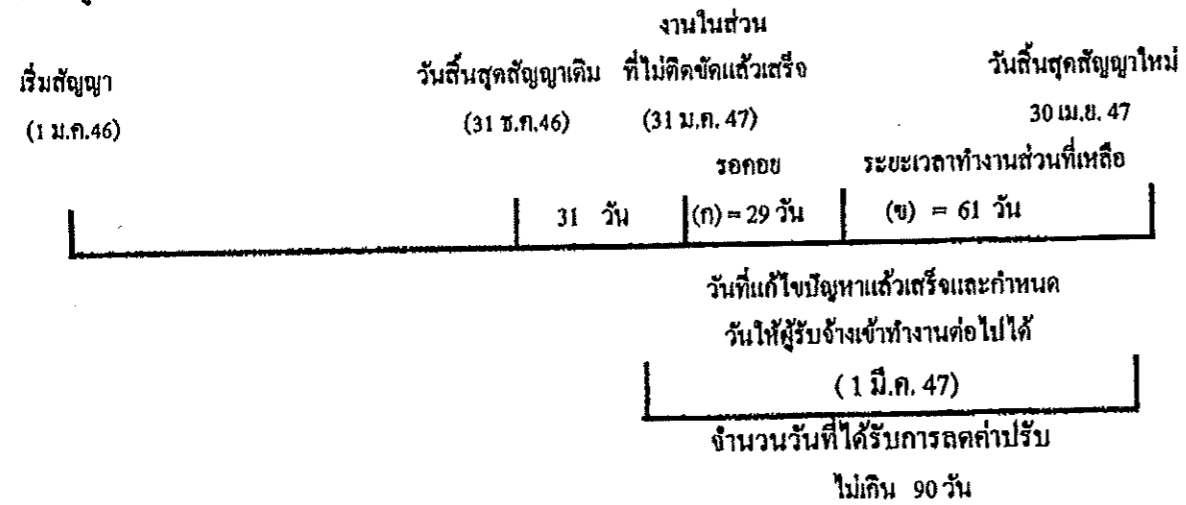 งานในส่วน
เริ่มสัญญา วันสิ้นสุดสัญญาเดิม ที่ไม่ติดขัดแล้วเสร็จ วันสิ้นสุดสัญญาใหม่
(1 ม.ค.46) (31 ธ.ค.46) (31 ม.ค. 47) 30 เม.ย. 47
รอคอย ระยะเวลาทำงานส่วนที่เหลือ
31 วัน (ก) = 29 วัน (ข) = 61 วัน
วันที่แก้ไขปัญหาแล้วเสร็จและกำหนด
วันให้ผู้รับจ้างเข้าทำงานต่อไปได้
( 1 มี.ค. 47)
จำนวนวันที่ได้รับการลดค่าปรับ
ไม่เกิน 90 วัน